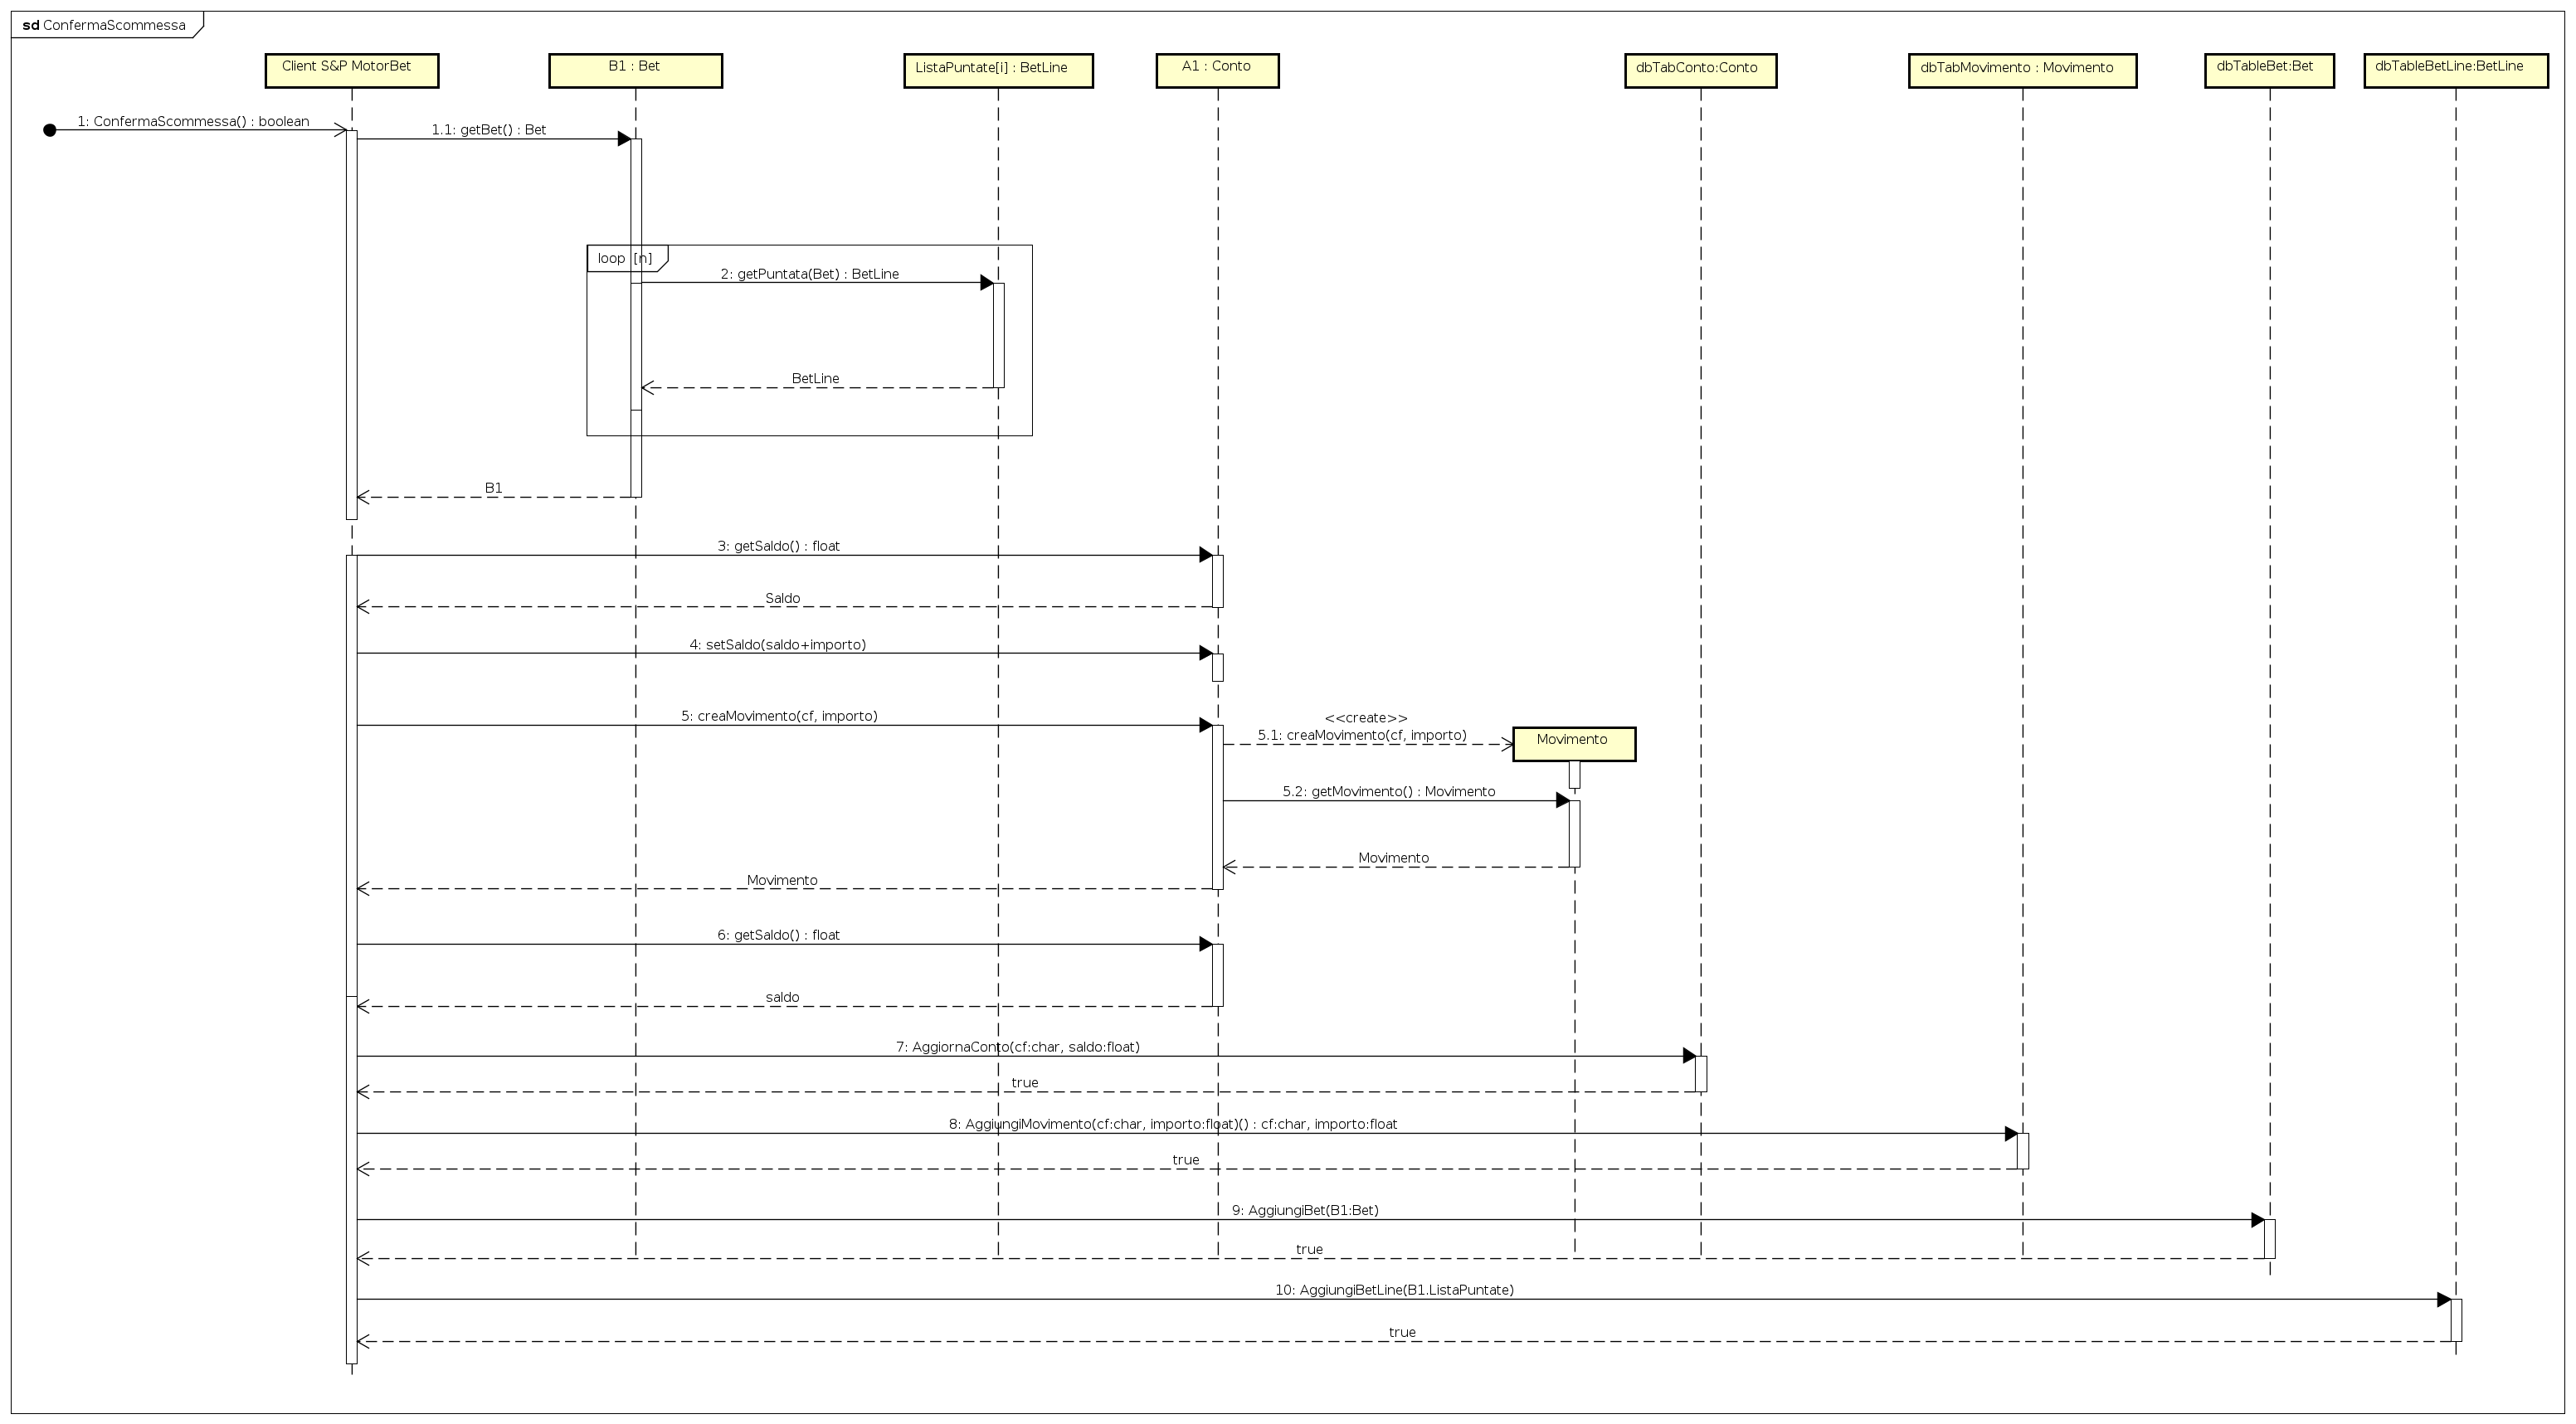 sd ConfermaScommessa
Client S&P MotorBet
B1 : Bet
ListaPuntate[i] : BetLine
A1 : Conto
dbTabConto:Conto
dbTabMovimento : Movimento
dbTableBet:Bet
dbTableBetLine:BetLine
1: ConfermaScommessa() : boolean
1.1: getBet() : Bet
loop [n]
2: getPuntata(Bet) : BetLine
BetLine
B1
3: getSaldo() : float
Saldo
4: setSaldo(saldo+importo)
5: creaMovimento(cf, importo)
<<create>>
5.1: creaMovimento(cf, importo)
Movimento
5.2: getMovimento() : Movimento
Movimento
Movimento
6: getSaldo() : float
saldo
7: AggiornaConto(cf:char, saldo:float)
true
8: AggiungiMovimento(cf:char, importo:float)() : cf:char, importo:float
true
9: AggiungiBet(B1:Bet)
true
10: AggiungiBetLine(B1.ListaPuntate)
true